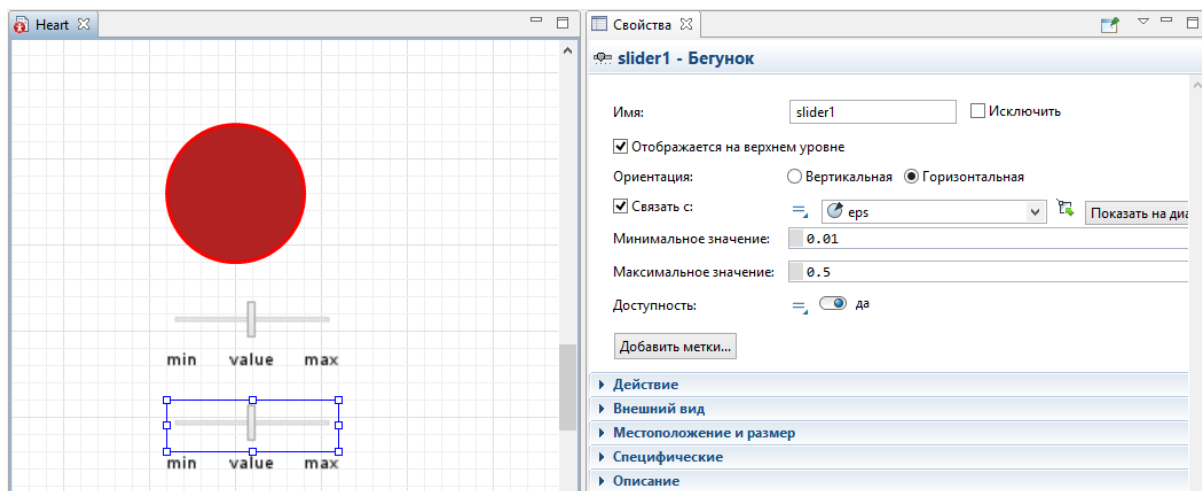 Heart
min value max
min value max
Свойства
slider1 - Бегунок
Имя: slider1 Исключить
Отображается на верхнем уровне
Ориентация: Вертикальная Горизонтальная
Связать с: eps Показать на диа
Минимальное значение: 0.01
Максимальное значение: 0.5
Доступность: да
Добавить метки...
Действие
Внешний вид
Местоположение и размер
Специфические
Описание